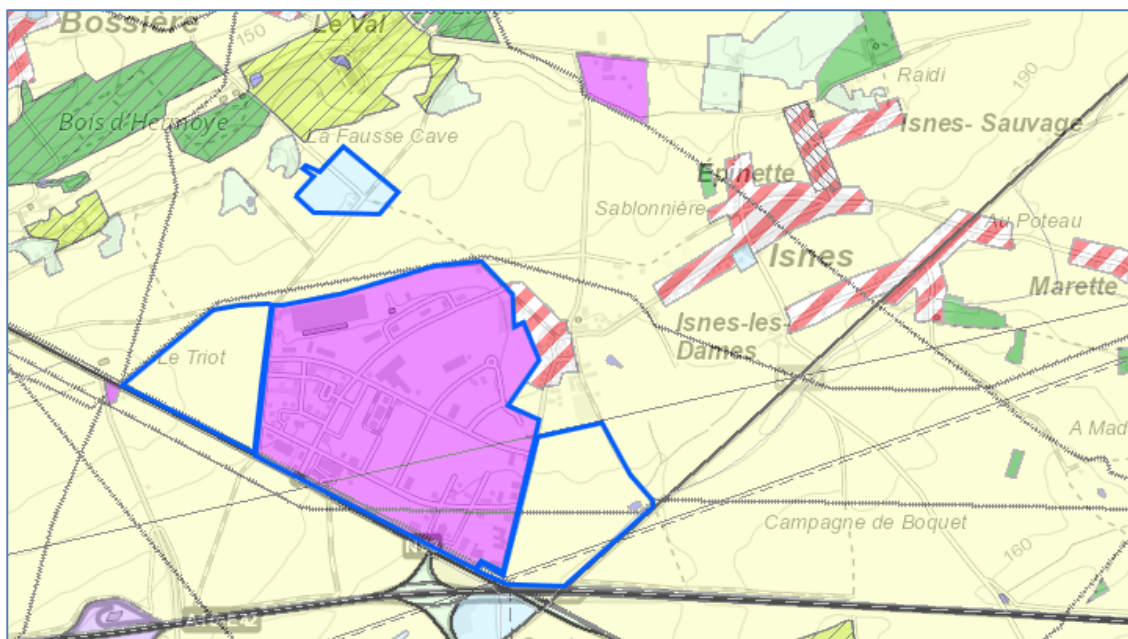 Bossière
150
Le Val
190
Raidi
Bois d'Hermoye
La Fausse Cave
Isnes- Sauvage
Épinette
Sablonnière
Au Poteau
Isnes
Marette
Isnes-les-
Dames
Le Triot
A Mad
Campagne de Boquet
160